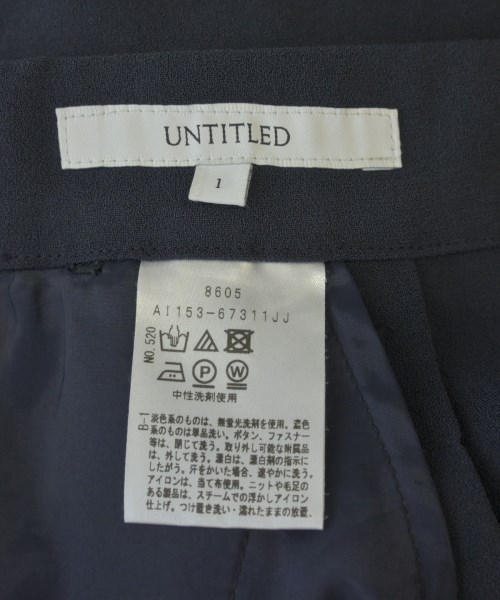 UNTITLED
1
8605
AI153-67311JJ
NO.520
中性洗剤使用
B-1
淡色系のものは、無蛍光洗剤を使用。濃色
系のものは単品洗い。ボタン、ファスナー
等は、閉じて洗う。取り外し可能な附属品
は、外して洗う。漂白は、漂白剤の指示に
したがう。汗をかいた場合、速やかに洗う。
アイロンは、当て布使用。ニットや毛足の
ある製品は、スチームでの浮かしアイロン
仕上げ。つけ置き洗い・濡れたままの放置、